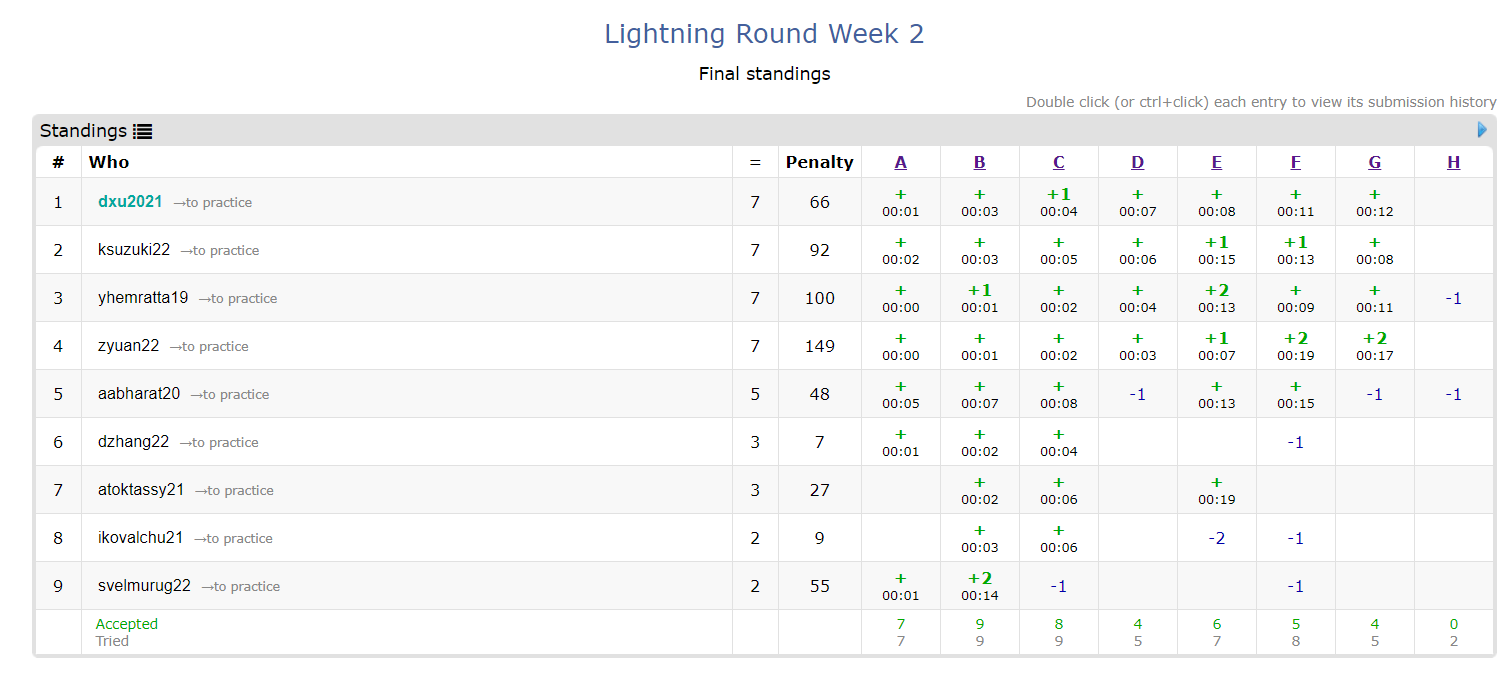 Lightning Round Week 2
Final standings
Double click (or ctrl+click) each entry to view its submission history
Standings
# Who = Penalty A B C D E F G H
1 dxu2021 →to practice 7 66 + + +1 + + + +
00:01 00:03 00:04 00:07 00:08 00:11 00:12
2 ksuzuki22 →to practice 7 92 + + + + +1 +1 +
00:02 00:03 00:05 00:06 00:15 00:13 00:08
3 yhemratta19 →to practice 7 100 + +1 + + +2 + + -1
00:00 00:01 00:02 00:04 00:13 00:09 00:11
4 zyuan22 →to practice 7 149 + + + + +1 +2 +2
00:00 00:01 00:02 00:03 00:07 00:19 00:17
5 aabharat20 →to practice 5 48 + + + -1 + + -1 -1
00:05 00:07 00:08 00:13 00:15
6 dzhang22 →to practice 3 7 + + + -1
00:01 00:02 00:04
7 atoktassy21 →to practice 3 27 + + +
00:02 00:06 00:19
8 ikovalchu21 →to practice 2 9 + + -2 -1
00:03 00:06
9 svelmurug22 →to practice 2 55 + +2 -1 -1
00:01 00:14
Accepted 7 9 8 4 6 5 4 0
Tried 7 9 9 5 7 8 5 2